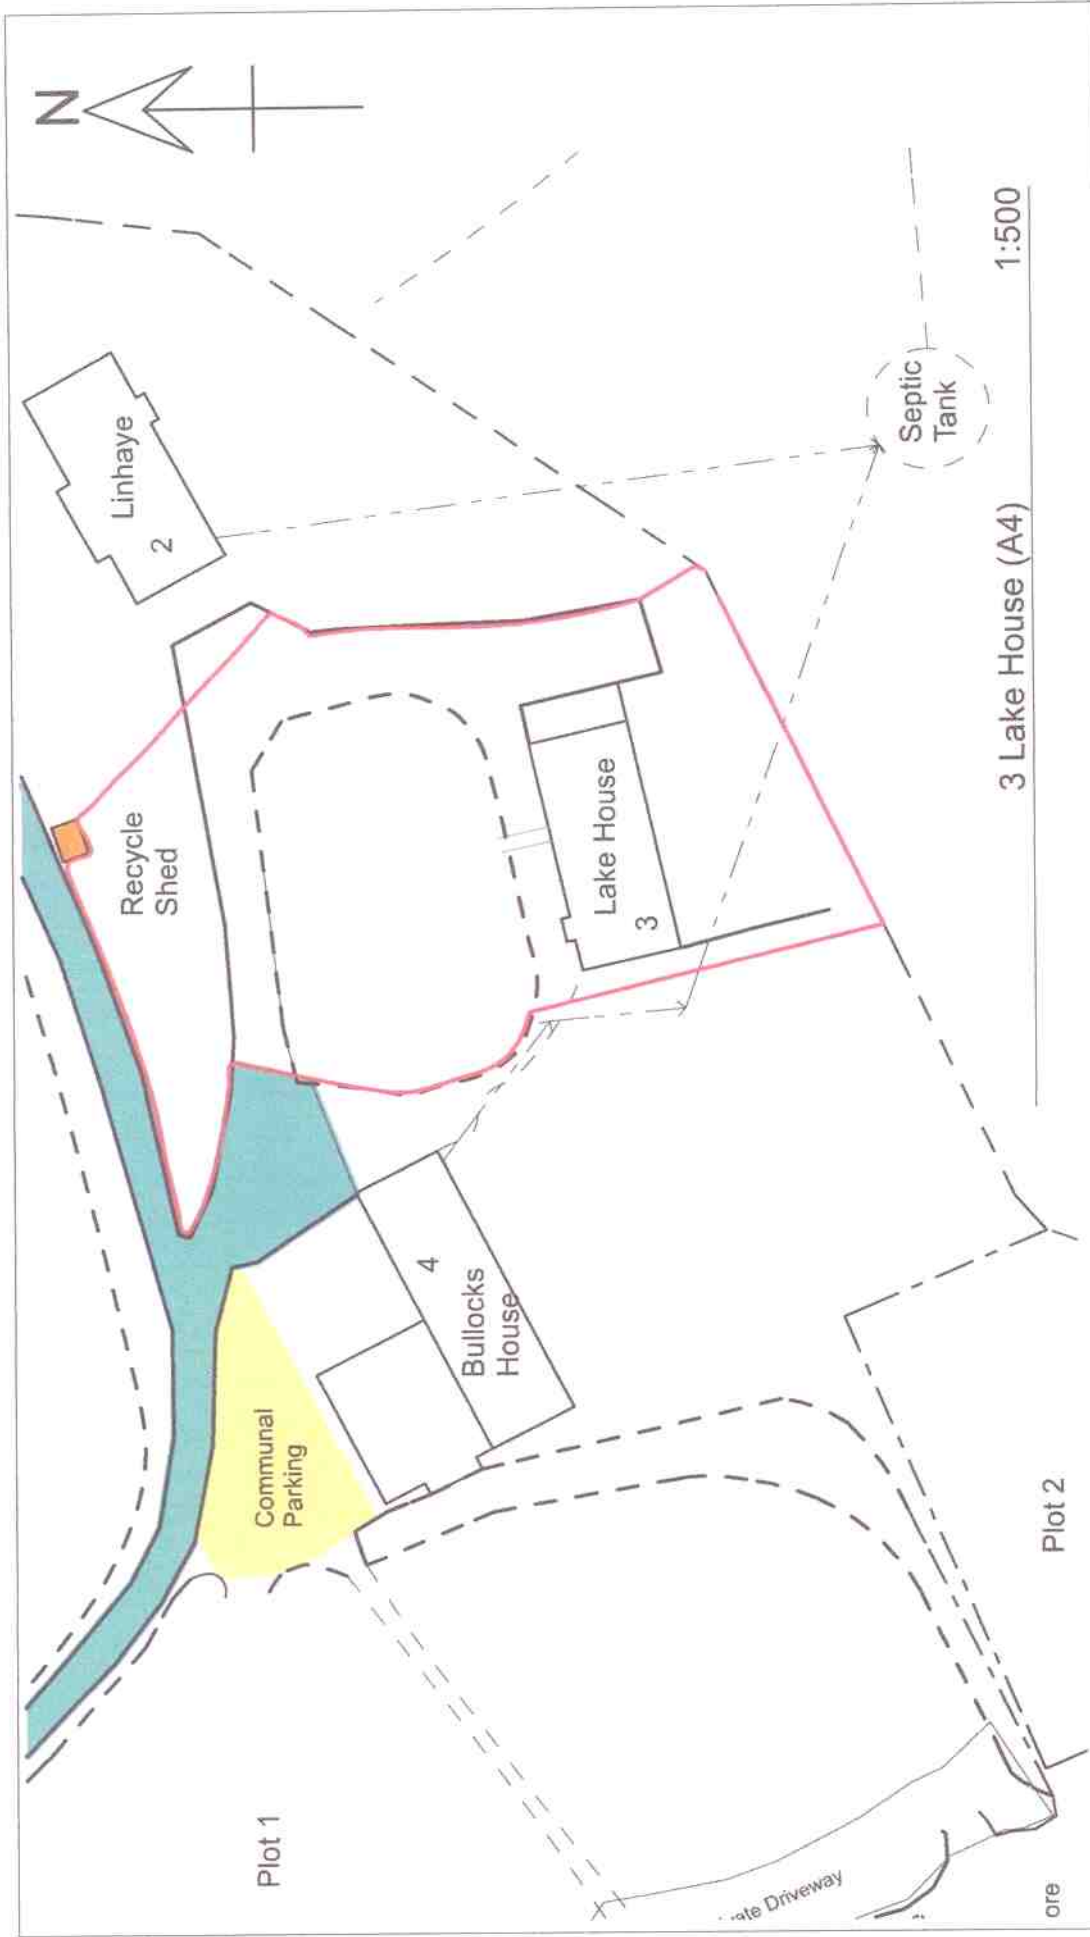 N
Linhaye
2
Recycle
Shed
Lake House
3
Septic
Tank
Communal
Parking
4
Bullocks
House
Plot 1
Plot 2
ate Driveway
ore
3 Lake House (A4) 1:500